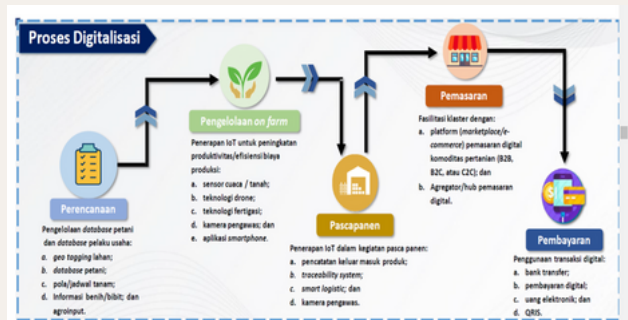 Proses Digitalisasi
Perencanaan
Pengelolaan database petani
dan database pelaku usaha:
a. geo tagging lahan;
b. database petani;
c. pola/jadwal tanam;
d. Informasi benih/bibit; dan
agroinput.
Pengelolaan on farm
Penerapan IoT untuk peningkatan
produktivitas/efisiensi biaya
produksi:
a. sensor cuaca / tanah;
b. teknologi drone;
c. teknologi fertigasi;
d. kamera pengawas; dan
e. aplikasi smartphone.
Pascapanen
Penerapan IoT dalam kegiatan pasca panen:
a. pencatatan keluar masuk produk;
b. traceability system;
c. smart logistic; dan
d. kamera pengawas.
Pemasaran
Fasilitasi klaster dengan:
a. platform (marketplace/e-
commerce) pemasaran digital
komoditas pertanian (B2B,
B2C, atau C2C); dan
b. Agregator/hub pemasaran
digital.
Pembayaran
Penggunaan transaksi digital:
a. bank transfer;
b. pembayaran digital;
c. uang elektronik; dan
d. QRIS.